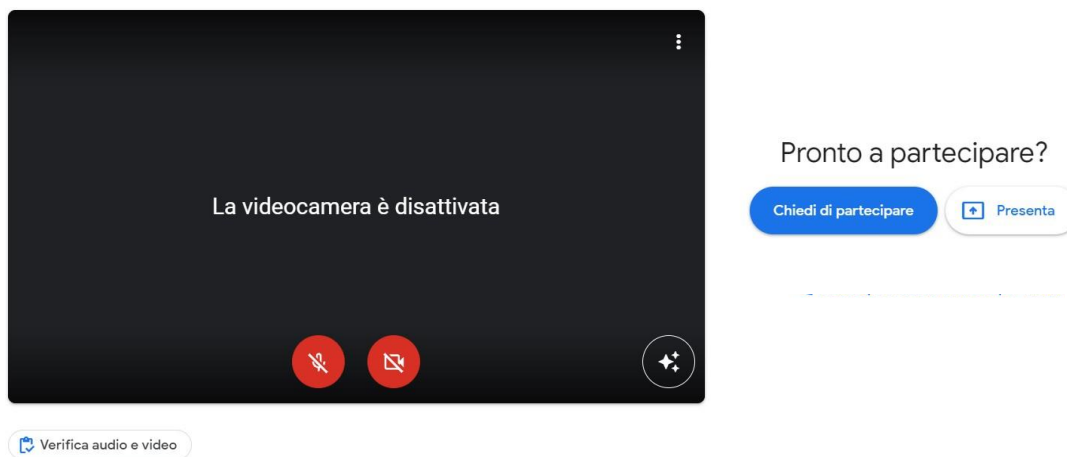 La videocamera è disattivata
Pronto a partecipare?
Chiedi di partecipare
Presenta
Verifica audio e video